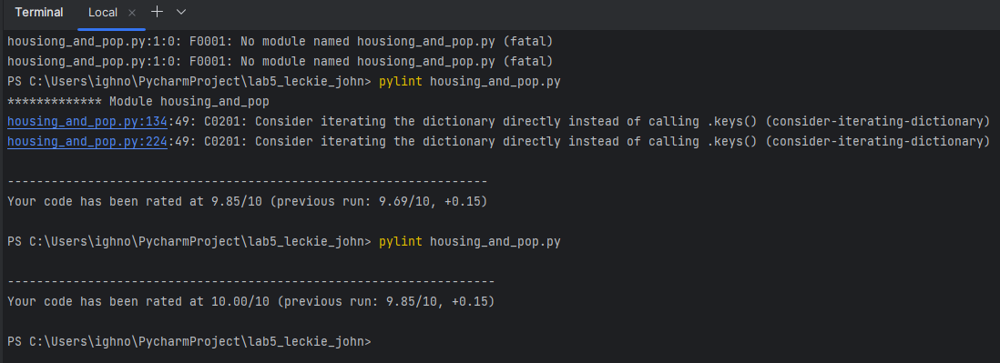 Terminal Local × +
housiong_and_pop.py:1:0: F0001: No module named housiong_and_pop.py (fatal)
housiong_and_pop.py:1:0: F0001: No module named housiong_and_pop.py (fatal)
PS C:\Users\ighno\PycharmProject\lab5_leckie_john> pylint housing_and_pop.py
************* Module housing_and_pop
housing_and_pop.py:134:49: C0201: Consider iterating the dictionary directly instead of calling .keys() (consider-iterating-dictionary)
housing_and_pop.py:224:49: C0201: Consider iterating the dictionary directly instead of calling .keys() (consider-iterating-dictionary)
------------------------------------------------------------------
Your code has been rated at 9.85/10 (previous run: 9.69/10, +0.15)
PS C:\Users\ighno\PycharmProject\lab5_leckie_john> pylint housing_and_pop.py
-------------------------------------------------------------------
Your code has been rated at 10.00/10 (previous run: 9.85/10, +0.15)
PS C:\Users\ighno\PycharmProject\lab5_leckie_john>